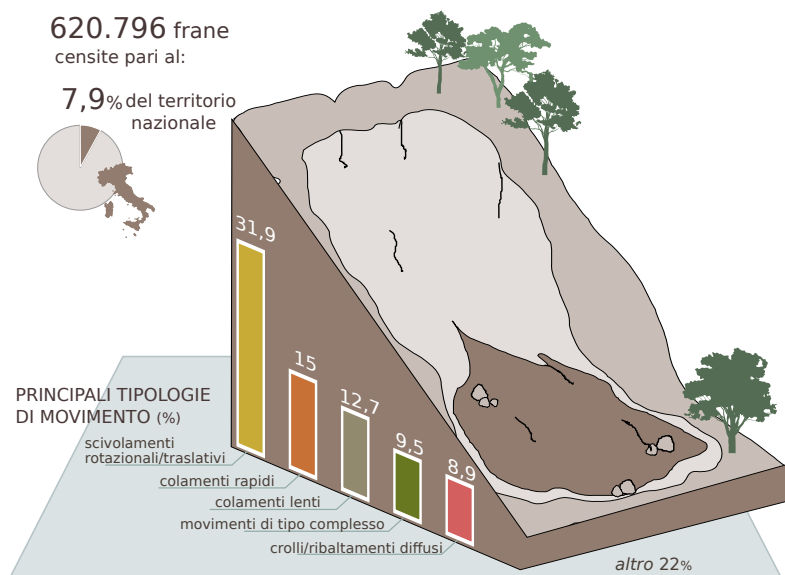 620.796 frane
censite pari al:
7,9% del territorio
nazionale
31,9
15
12,7
9,5
8,9
PRINCIPALI TIPOLOGIE
DI MOVIMENTO (%)
scivolamenti
rotazionali/traslativi
colamenti rapidi
colamenti lenti
movimenti di tipo complesso
crolli/ribaltamenti diffusi
altro 22%